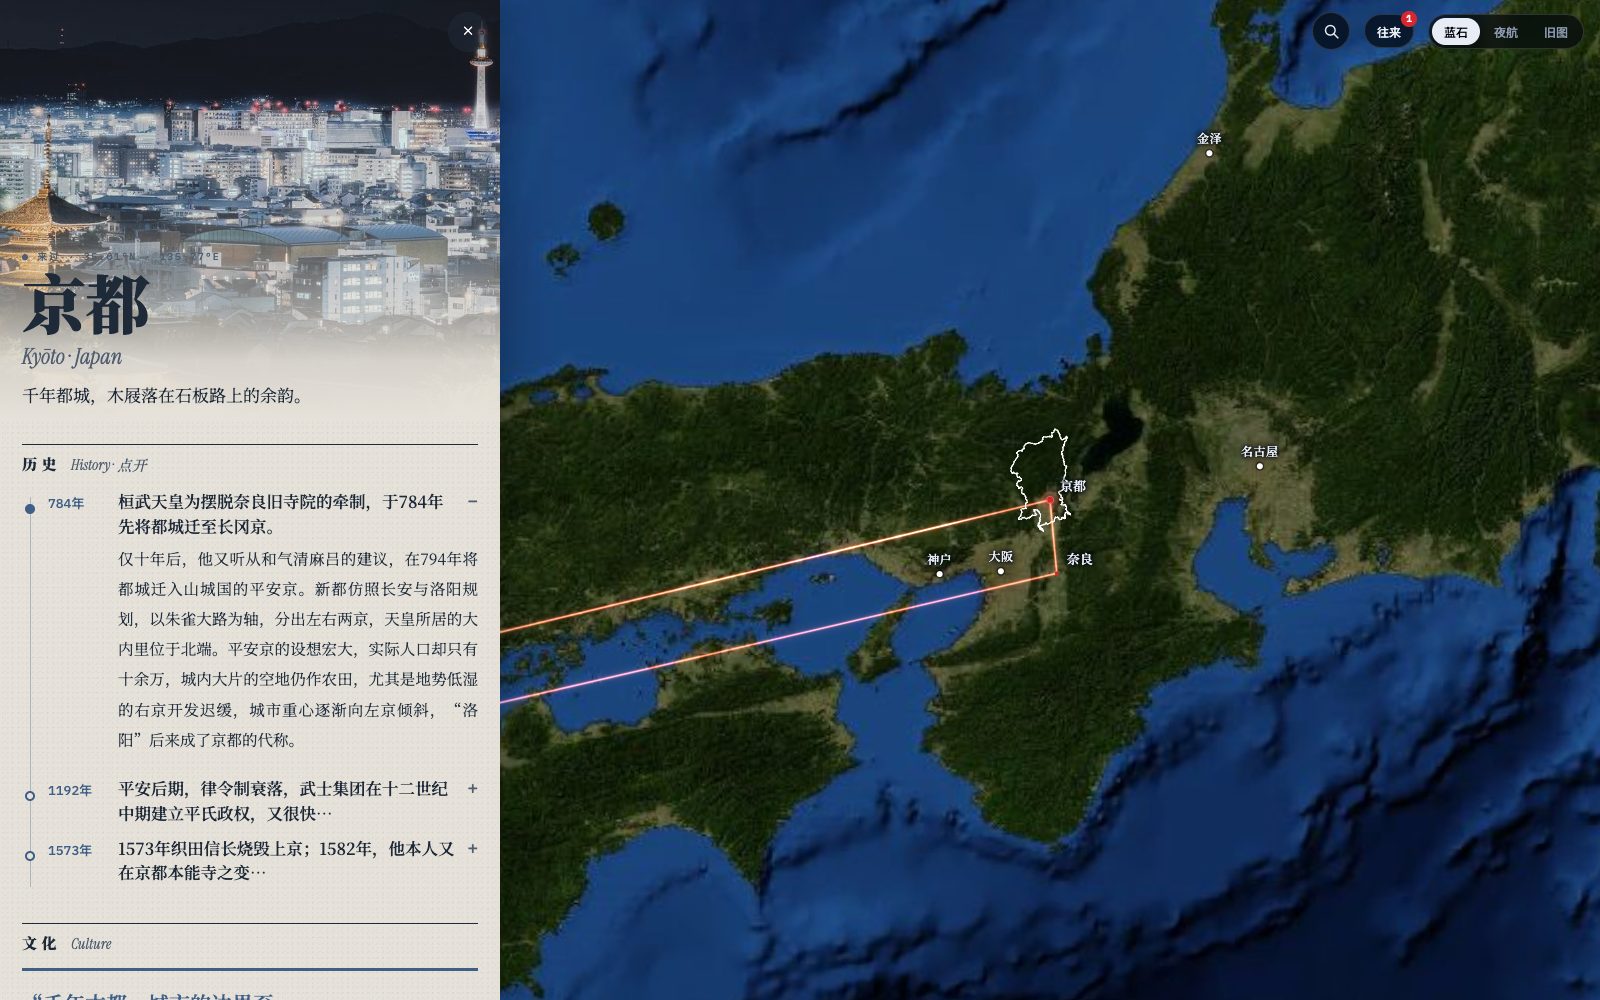 ×
来过 · 35.01°N · 135.77°E
京都
Kyōto · Japan
千年都城，木屐落在石板路上的余韵。
历史 History · 点开
784年
桓武天皇为摆脱奈良旧寺院的牵制，于784年
先将都城迁至长冈京。
−
仅十年后，他又听从和气清麻吕的建议，在794年将
都城迁入山城国的平安京。新都仿照长安与洛阳规
划，以朱雀大路为轴，分出左右两京，天皇所居的大
内里位于北端。平安京的设想宏大，实际人口却只有
十余万，城内大片的空地仍作农田，尤其是地势低湿
的右京开发迟缓，城市重心逐渐向左京倾斜，“洛
阳”后来成了京都的代称。
1192年
平安后期，律令制衰落，武士集团在十二世纪
中期建立平氏政权，又很快…
+
1573年
1573年织田信长烧毁上京；1582年，他本人又
在京都本能寺之变…
+
文化 Culture
往来
1
蓝石
夜航
旧图
金泽
名古屋
京都
神户
大阪
奈良